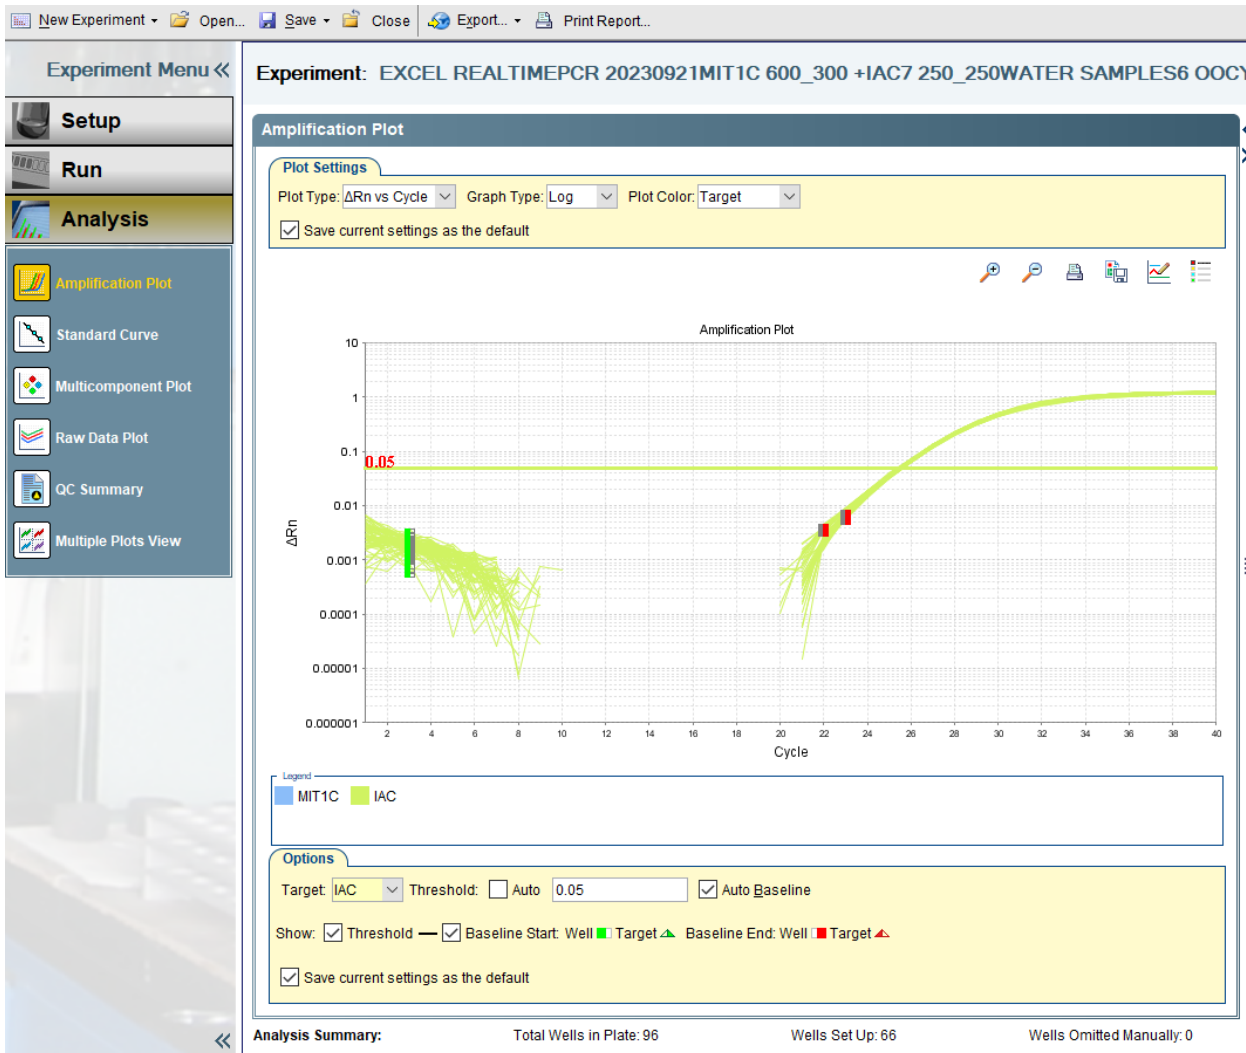 New Experiment Open... Save Close Export... Print Report...
Experiment Menu «
Experiment: EXCEL REALTIMEPCR 20230921MIT1C 600_300 +IAC7 250_250WATER SAMPLES6 OOCY
Setup
Run
Analysis
Amplification Plot
Standard Curve
Multicomponent Plot
Raw Data Plot
QC Summary
Multiple Plots View
«
Amplification Plot
Plot Settings
Plot Type: ΔRn vs Cycle Graph Type: Log Plot Color: Target
Save current settings as the default
Amplification Plot
10
1
0.1
0.05
0.01
0.001
0.0001
0.00001
0.000001
ΔRn
2 4 6 8 10 12 14 16 18 20 22 24 26 28 30 32 34 36 38 40
Cycle
Legend
MIT1C IAC
Options
Target: IAC Threshold: Auto 0.05 Auto Baseline
Show: Threshold Baseline Start: Well Target Baseline End: Well Target
Save current settings as the default
Analysis Summary: Total Wells in Plate: 96 Wells Set Up: 66 Wells Omitted Manually: 0